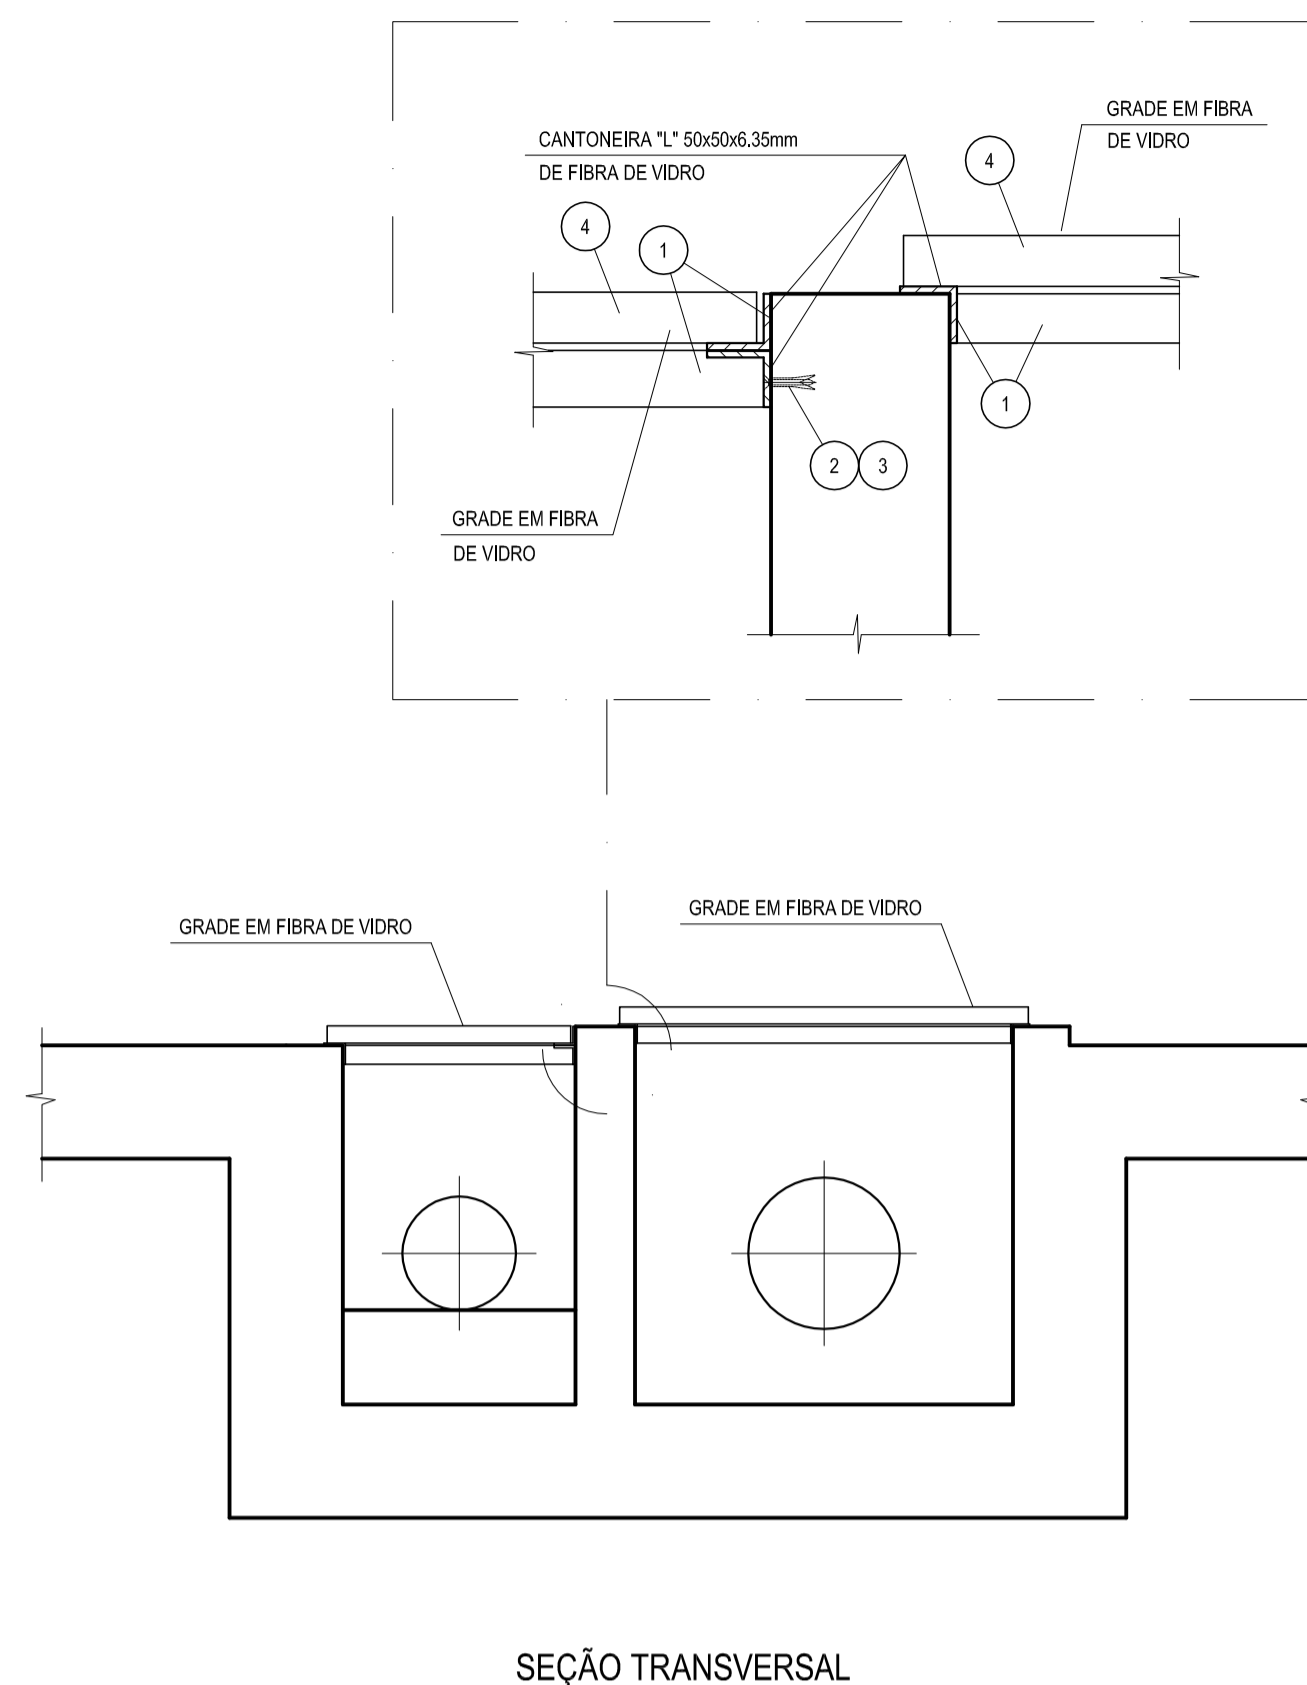 GRADE EM FIBRA
DE VIDRO
CANTONEIRA "L" 50x50x6.35mm
DE FIBRA DE VIDRO
4
4
1
1
2
3
GRADE EM FIBRA
DE VIDRO
GRADE EM FIBRA DE VIDRO
GRADE EM FIBRA DE VIDRO
SEÇÃO TRANSVERSAL